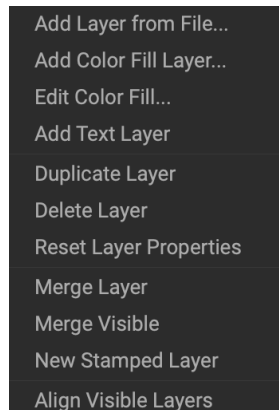 Add Layer from File...
Add Color Fill Layer...
Edit Color Fill...
Add Text Layer
Duplicate Layer
Delete Layer
Reset Layer Properties
Merge Layer
Merge Visible
New Stamped Layer
Align Visible Layers